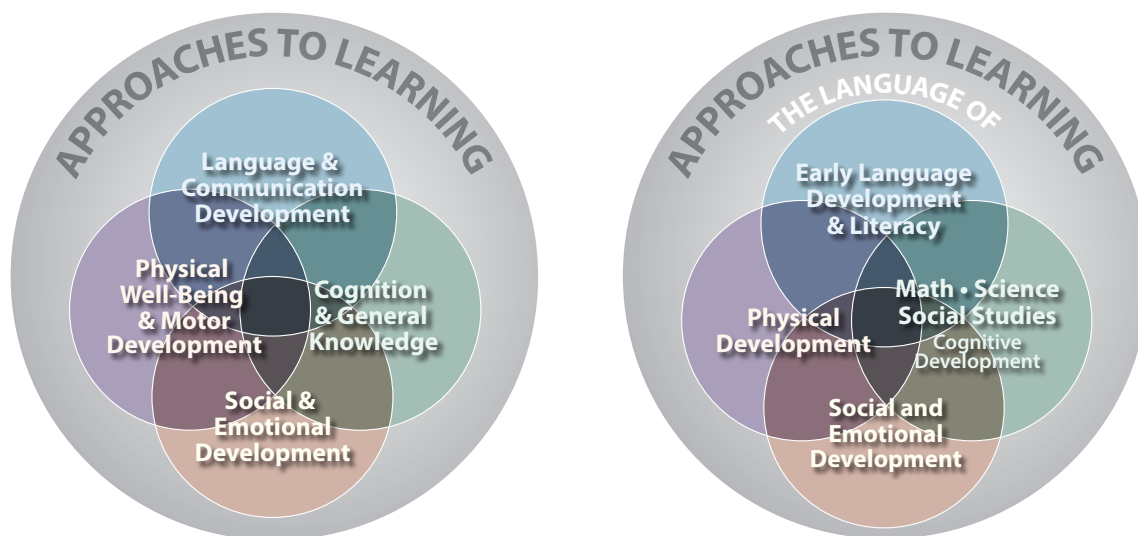 APPROACHES TO LEARNING
Language &
Communication
Development
Physical
Well-Being
& Motor
Development
Cognition
& General
Knowledge
Social &
Emotional
Development
APPROACHES TO LEARNING
THE LANGUAGE OF
Early Language
Development
& Literacy
Physical
Development
Math • Science
Social Studies
Cognitive
Development
Social and
Emotional
Development